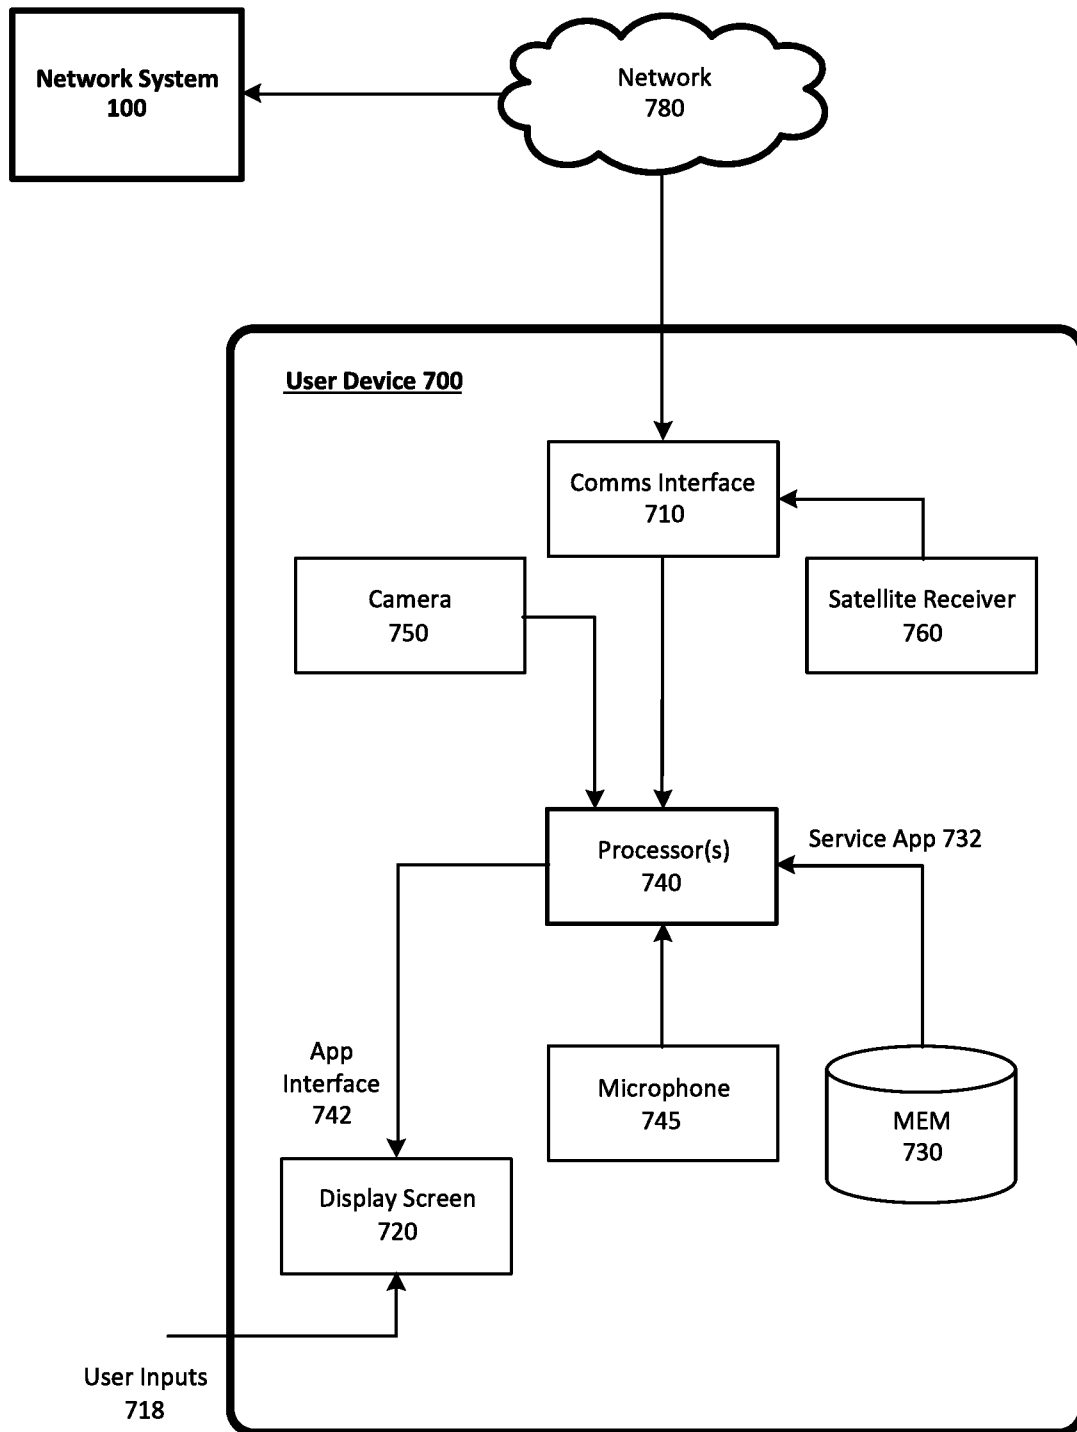 Network System
100
Network
780
User Device 700
Comms Interface
710
Camera
750
Satellite Receiver
760
Processor(s)
740
Service App 732
App
Interface
742
Microphone
745
MEM
730
Display Screen
720
User Inputs
718